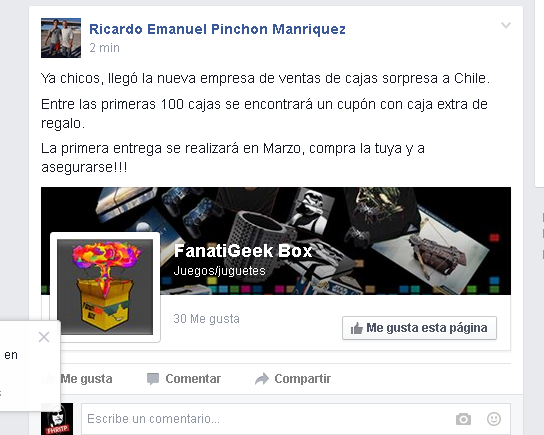 Ricardo Emanuel Pinchon Manriquez
2 min
Ya chicos, llegó la nueva empresa de ventas de cajas sorpresa a Chile.
Entre las primeras 100 cajas se encontrará un cupón con caja extra de
regalo.
La primera entrega se realizará en Marzo, compra la tuya y a
asegurarse!!!
FanatiGeek Box
Juegos/juguetes
30 Me gusta
Me gusta esta página
en
Me gusta
Comentar
Compartir
FHRITP
Escribe un comentario...